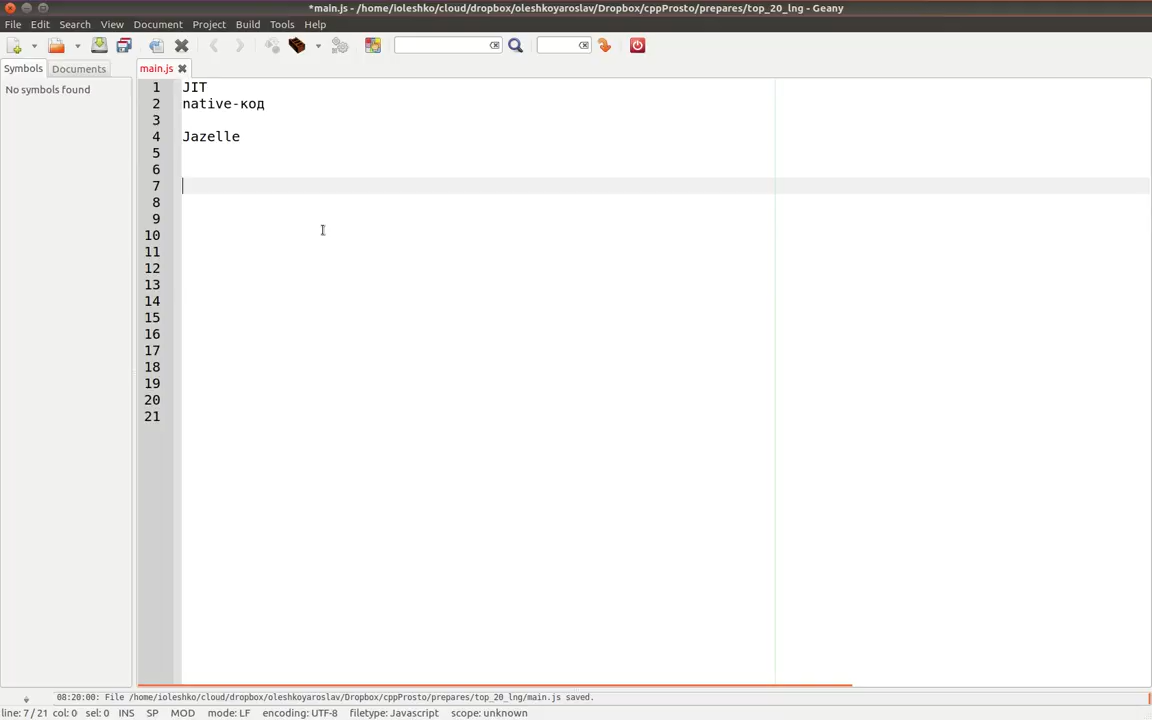 *main.js - /home/ioleshko/cloud/dropbox/oleshkoyaroslav/Dropbox/cppProsto/prepares/top_20_lng - Geany
File Edit Search View Document Project Build Tools Help
Symbols Documents main.js
No symbols found
1 JIT
2 native-код
3
4 Jazelle
5
6
7
8
9
10
11
12
13
14
15
16
17
18
19
20
21
08:20:00: File /home/ioleshko/cloud/dropbox/oleshkoyaroslav/Dropbox/cppProsto/prepares/top_20_lng/main.js saved.
line: 7 / 21 col: 0 sel: 0 INS SP MOD mode: LF encoding: UTF-8 filetype: Javascript scope: unknown